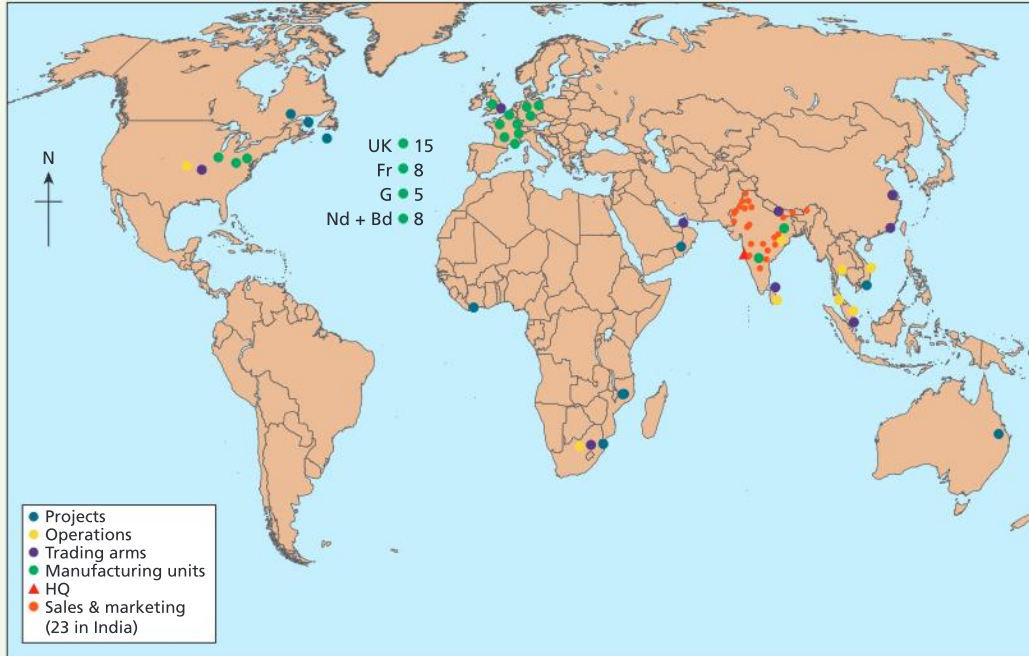 N
UK 15
Fr 8
G 5
Nd + Bd 8
Projects
Operations
Trading arms
Manufacturing units
HQ
Sales & marketing
(23 in India)